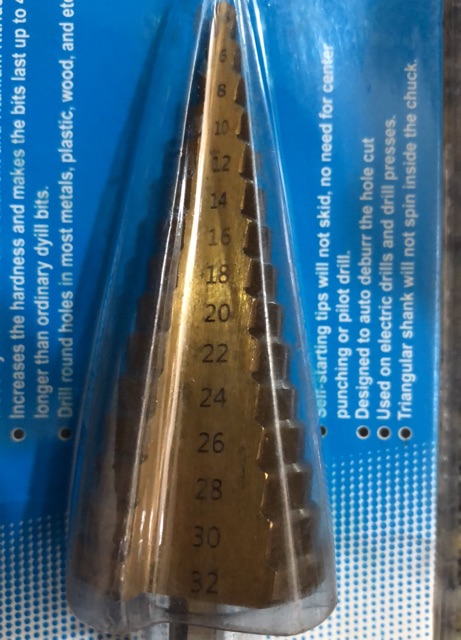 Increases the hardness and makes the bits last up to
longer than ordinary dyill bits.
Drill round holes in most metals, plastic, wood, and
6
8
10
12
14
16
18
20
22
24
26
28
30
32
Self-starting tips will not skid, no need for center
punching or pilot drill.
Designed to auto deburr the hole cut
Used on electric drills and drill presses.
Triangular shank will not spin inside the chuck.